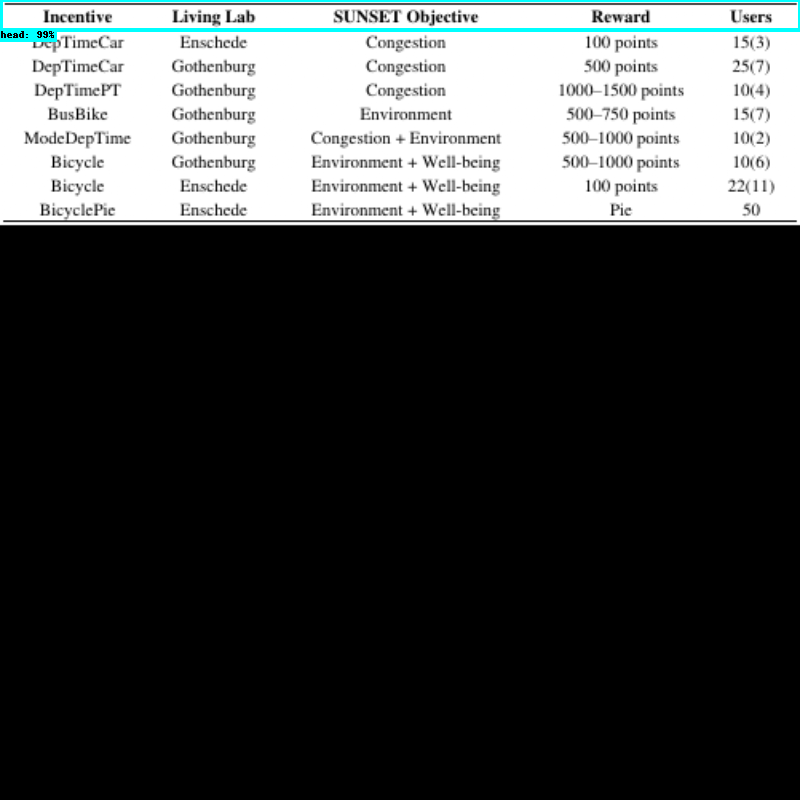 Incentive Living Lab SUNSET Objective Reward Users
head: 99%
DepTimeCar Enschede Congestion 100 points 15(3)
DepTimeCar Gothenburg Congestion 500 points 25(7)
DepTimePT Gothenburg Congestion 1000–1500 points 10(4)
BusBike Gothenburg Environment 500–750 points 15(7)
ModeDepTime Gothenburg Congestion + Environment 500–1000 points 10(2)
Bicycle Gothenburg Environment + Well-being 500–1000 points 10(6)
Bicycle Enschede Environment + Well-being 100 points 22(11)
BicyclePie Enschede Environment + Well-being Pie 50